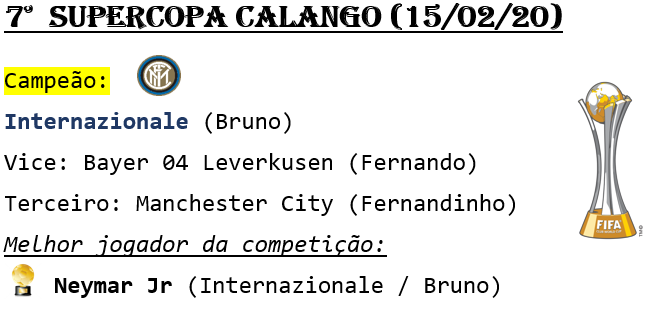 7ª SUPERCOPA CALANGO (15/02/20)
Campeão:
Internazionale (Bruno)
Vice: Bayer 04 Leverkusen (Fernando)
Terceiro: Manchester City (Fernandinho)
FIFA
Melhor jogador da competição:
Neymar Jr (Internazionale / Bruno)